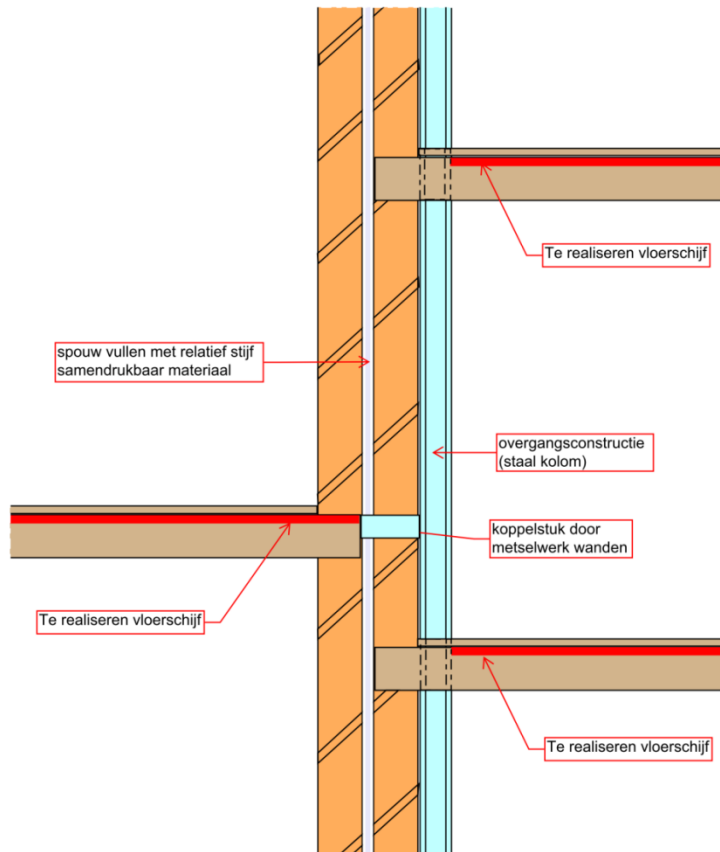 Te realiseren vloerschijf
spouw vullen met relatief stijf
samendrukbaar materiaal
overgangsconstructie
(staal kolom)
koppelstuk door
metselwerk wanden
Te realiseren vloerschijf
Te realiseren vloerschijf